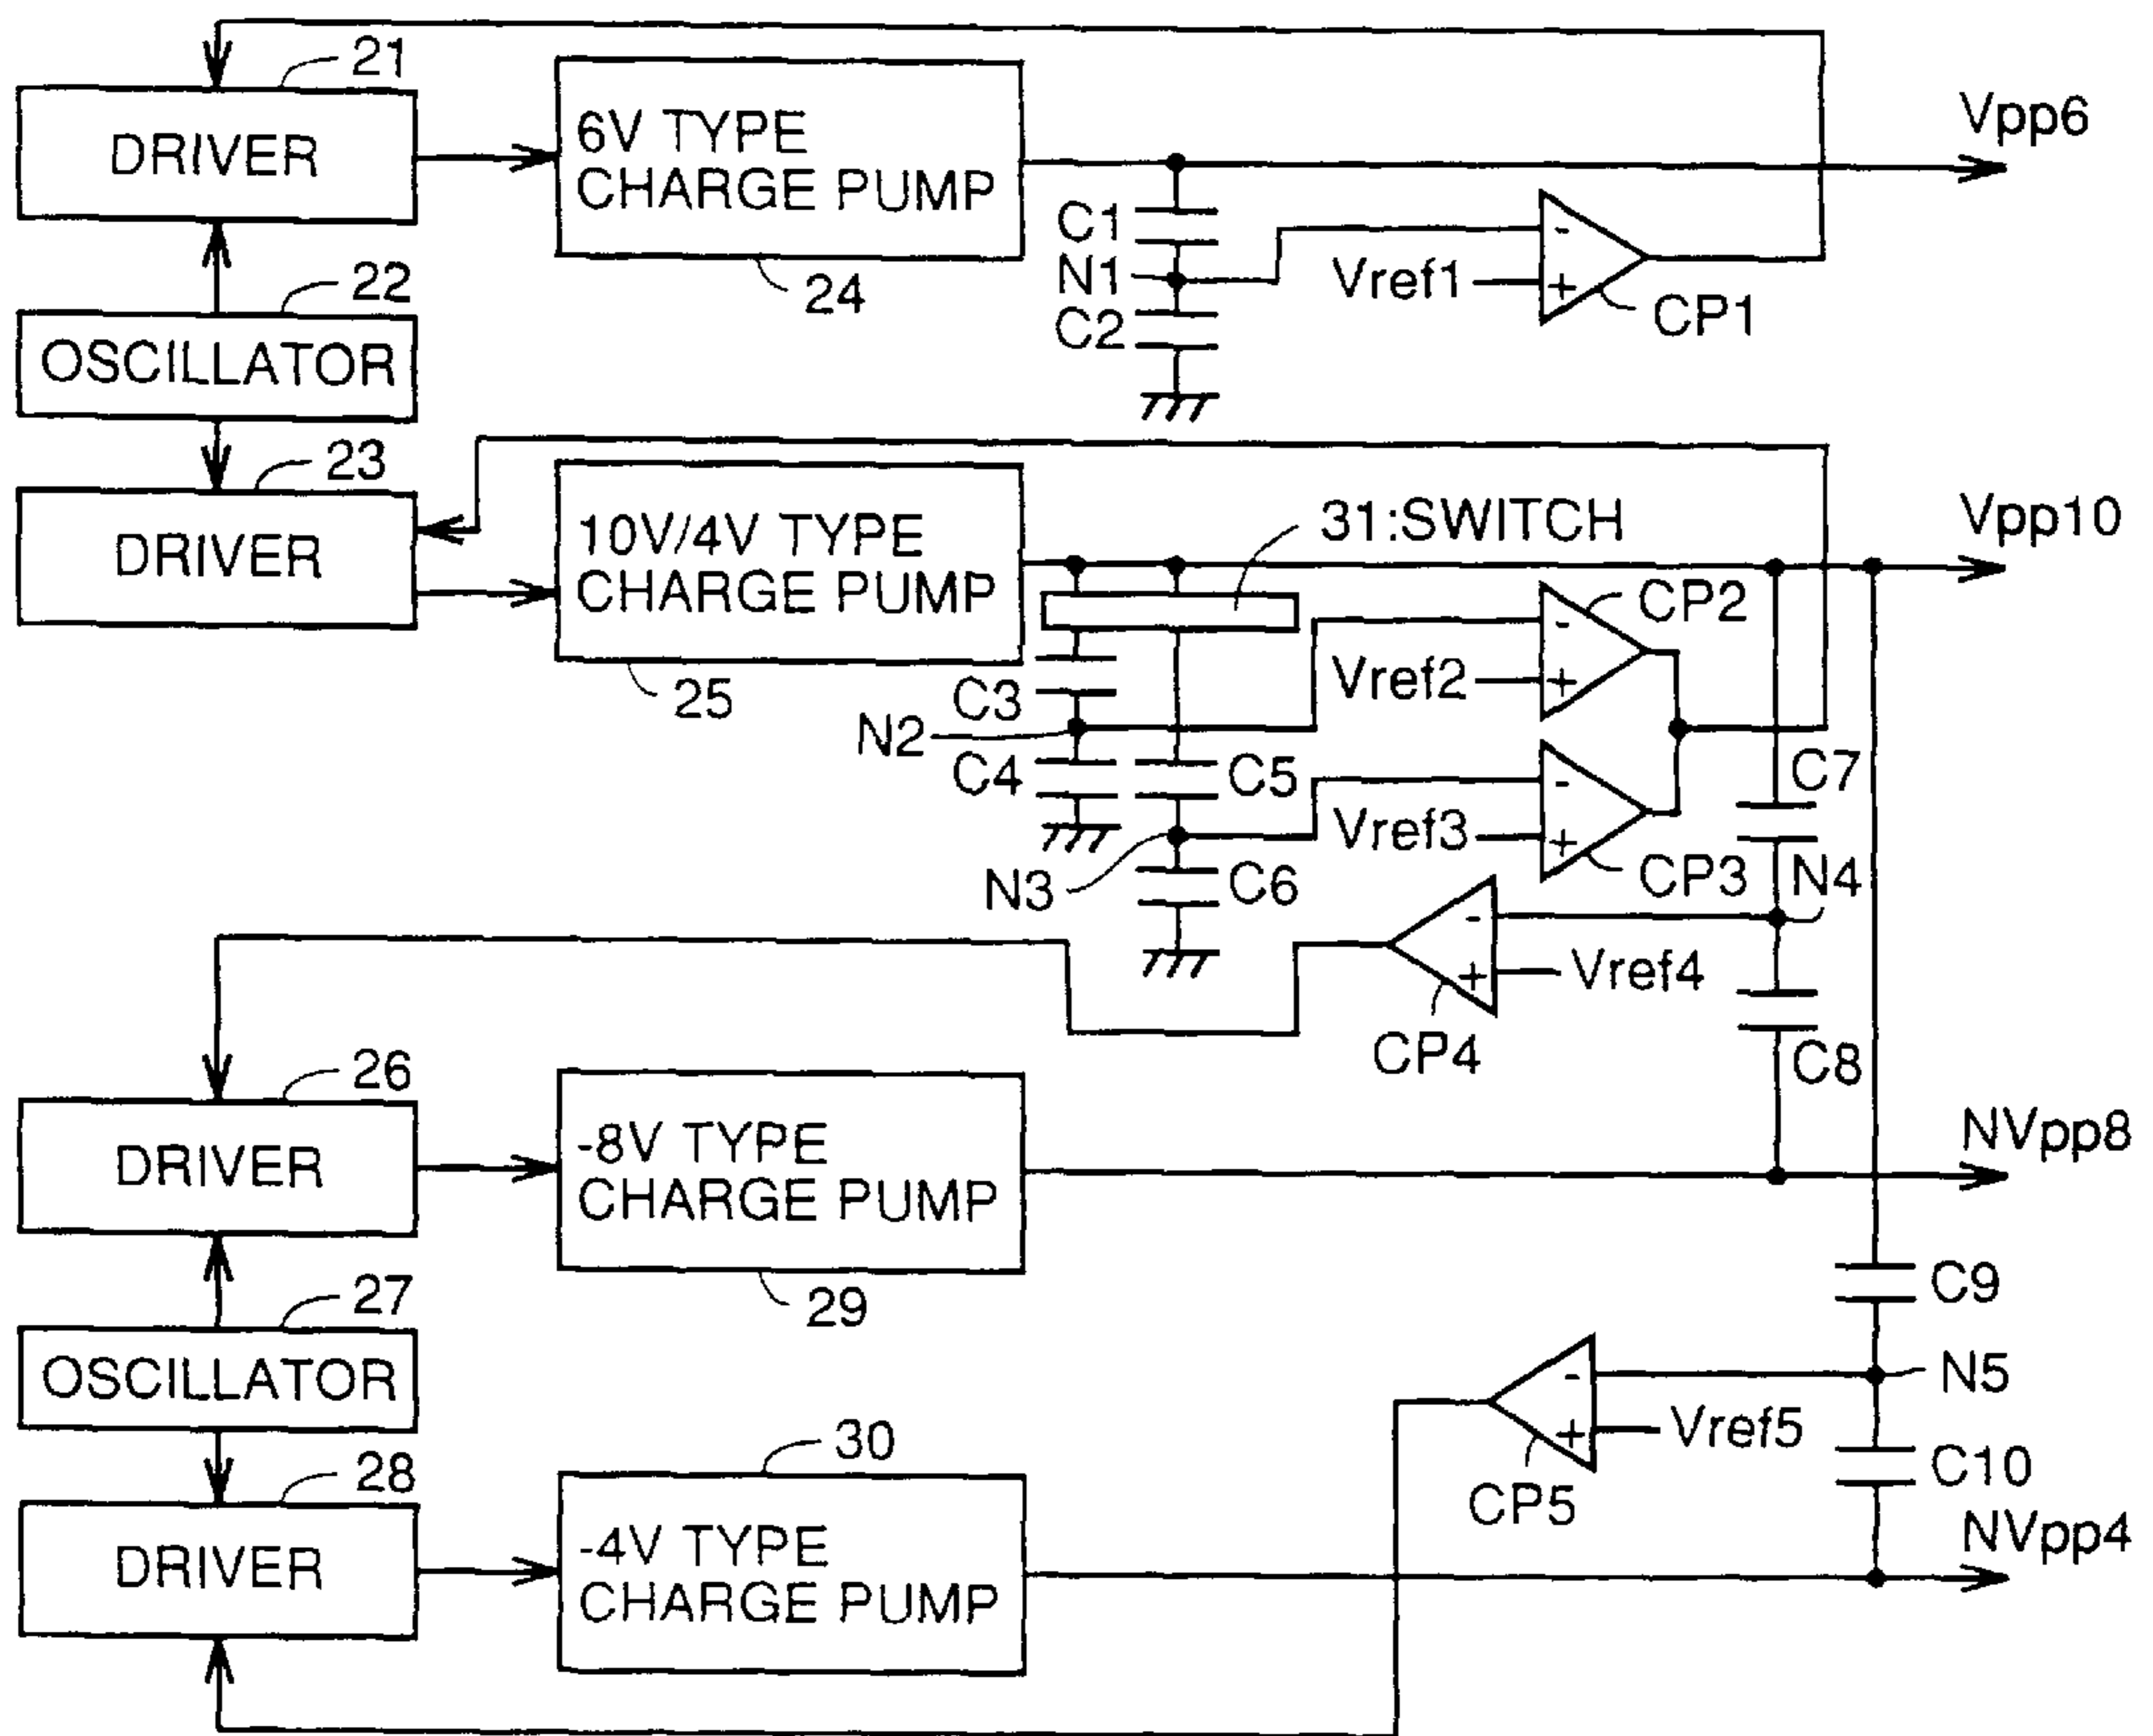 21
DRIVER
6V TYPE
CHARGE PUMP
Vpp6
C1
-
N1
Vref1
+
CP1
22
24
C2
OSCILLATOR
23
10V/4V TYPE
CHARGE PUMP
31:SWITCH
Vpp10
DRIVER
CP2
-
Vref2
+
25
C3
N2
C4
C5
-
C7
Vref3
+
CP3
N4
N3
C6
-
Vref4
+
CP4
C8
26
DRIVER
-8V TYPE
CHARGE PUMP
NVpp8
27
29
C9
OSCILLATOR
-
N5
Vref5
+
30
28
C10
CP5
DRIVER
-4V TYPE
CHARGE PUMP
NVpp4